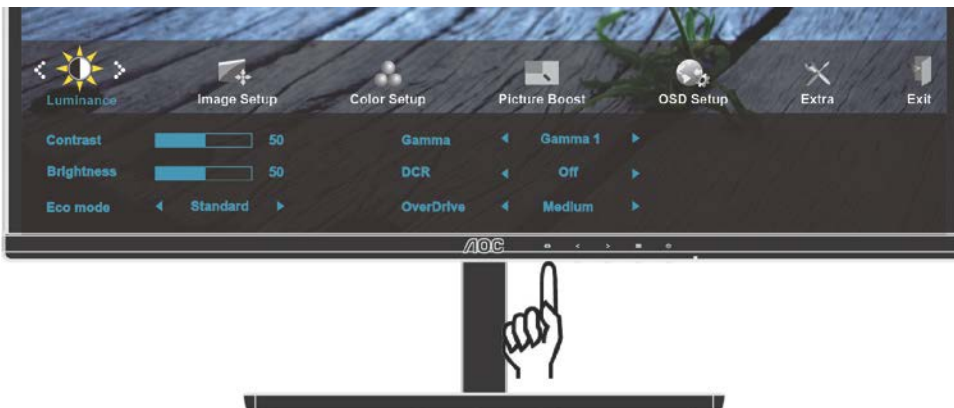 Luminance Image Setup Color Setup Picture Boost OSD Setup Extra Exit
Contrast 50 Gamma Gamma 1
Brightness 50 DCR Off
Eco mode Standard OverDrive Medium
AOC